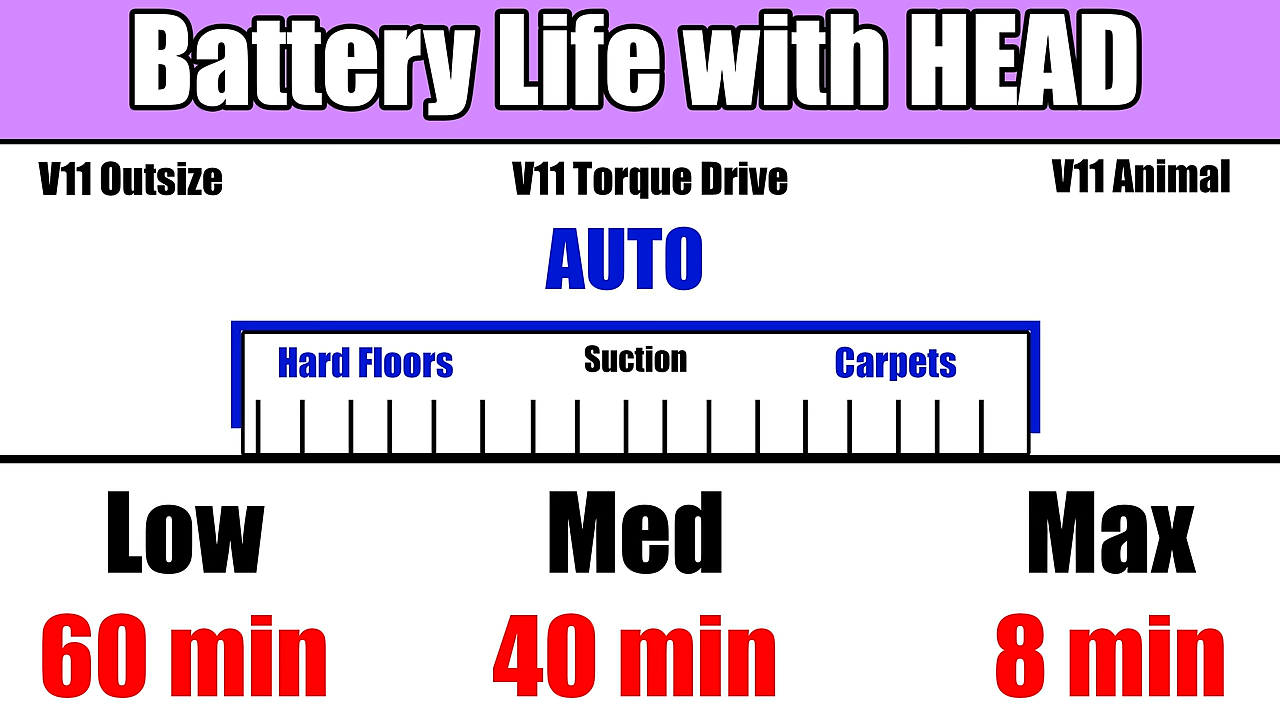 Battery Life with HEAD
V11 Outsize V11 Torque Drive V11 Animal
AUTO
Hard Floors Suction Carpets
Low Med Max
60 min 40 min 8 min